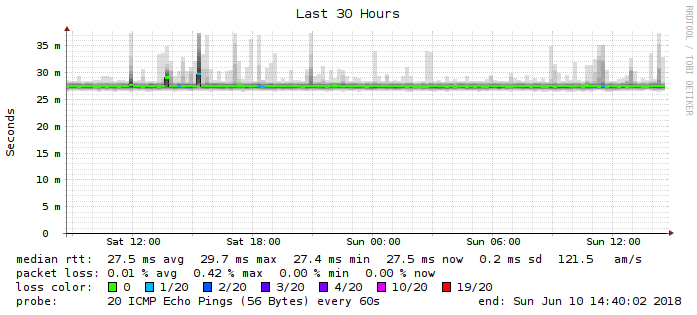 Last 30 Hours
RRDTOOL / TOBI OETIKER
Seconds
35 m
30 m
25 m
20 m
15 m
10 m
5 m
0
Sat 12:00 Sat 18:00 Sun 00:00 Sun 06:00 Sun 12:00
median rtt: 27.5 ms avg 29.7 ms max 27.4 ms min 27.5 ms now 0.2 ms sd 121.5 am/s
packet loss: 0.01 % avg 0.42 % max 0.00 % min 0.00 % now
loss color: 0 1/20 2/20 3/20 4/20 10/20 19/20
probe: 20 ICMP Echo Pings (56 Bytes) every 60s end: Sun Jun 10 14:40:02 2018